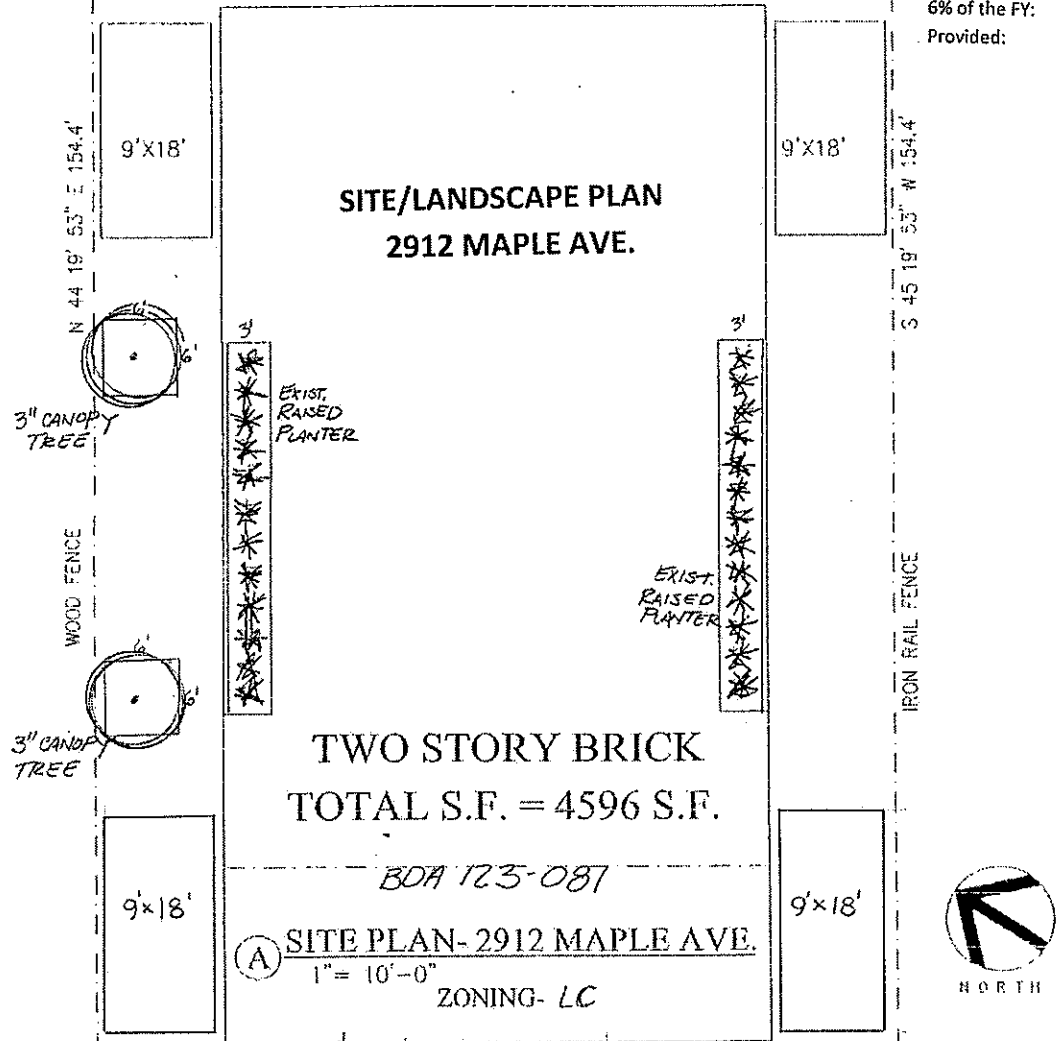 6% of the FY:
Provided:
9'X18'
9'X18'
N 44 19' 53" E 154.4'
S 45 19' 53" W 154.4'
SITE/LANDSCAPE PLAN
2912 MAPLE AVE.
6'
6'
3'
3'
3" CANOPY
TREE
EXIST.
RAISED
PLANTER
WOOD FENCE
EXIST.
RAISED
PLANTER
IRON RAIL FENCE
6'
6'
3" CANOPY
TREE
TWO STORY BRICK
TOTAL S.F. = 4596 S.F.
BDA 123-087
9'x18'
9'x18'
A SITE PLAN- 2912 MAPLE AVE.
1"= 10'-0"
ZONING- LC
NORTH